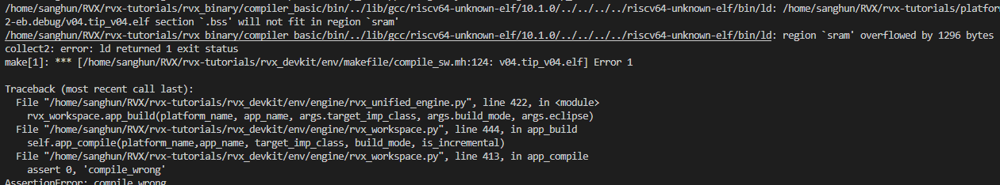 /home/sanghun/RVX/rvx-tutorials/rvx_binary/compiler_basic/bin/../lib/gcc/riscv64-unknown-elf/10.1.0/../../../../riscv64-unknown-elf/bin/ld: /home/sanghun/RVX/rvx-tutorials/platfor
2-eb.debug/v04.tip_v04.elf section `.bss' will not fit in region `sram'
/home/sanghun/RVX/rvx-tutorials/rvx_binary/compiler_basic/bin/../lib/gcc/riscv64-unknown-elf/10.1.0/../../../../riscv64-unknown-elf/bin/ld: region `sram' overflowed by 1296 bytes
collect2: error: ld returned 1 exit status
make[1]: *** [/home/sanghun/RVX/rvx-tutorials/rvx_devkit/env/makefile/compile_sw.mh:124: v04.tip_v04.elf] Error 1
Traceback (most recent call last):
File "/home/sanghun/RVX/rvx-tutorials/rvx_devkit/env/engine/rvx_unified_engine.py", line 422, in <module>
rvx_workspace.app_build(platform_name, app_name, args.target_imp_class, args.build_mode, args.eclipse)
File "/home/sanghun/RVX/rvx-tutorials/rvx_devkit/env/engine/rvx_workspace.py", line 444, in app_build
self.app_compile(platform_name,app_name, target_imp_class, build_mode, is_incremental)
File "/home/sanghun/RVX/rvx-tutorials/rvx_devkit/env/engine/rvx_workspace.py", line 413, in app_compile
assert 0, 'compile_wrong'
AssertionError: compile_wrong